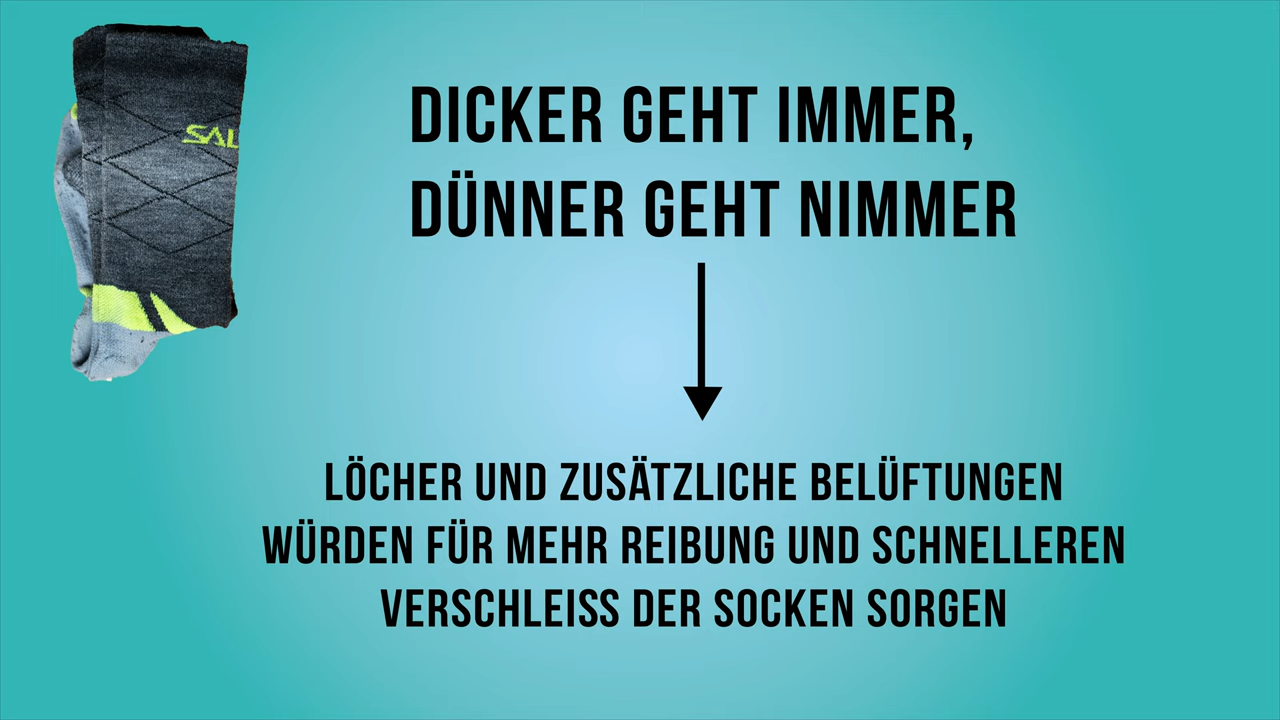 DICKER GEHT IMMER,
DÜNNER GEHT NIMMER
LÖCHER UND ZUSÄTZLICHE BELÜFTUNGEN
WÜRDEN FÜR MEHR REIBUNG UND SCHNELLEREN
VERSCHLEISS DER SOCKEN SORGEN